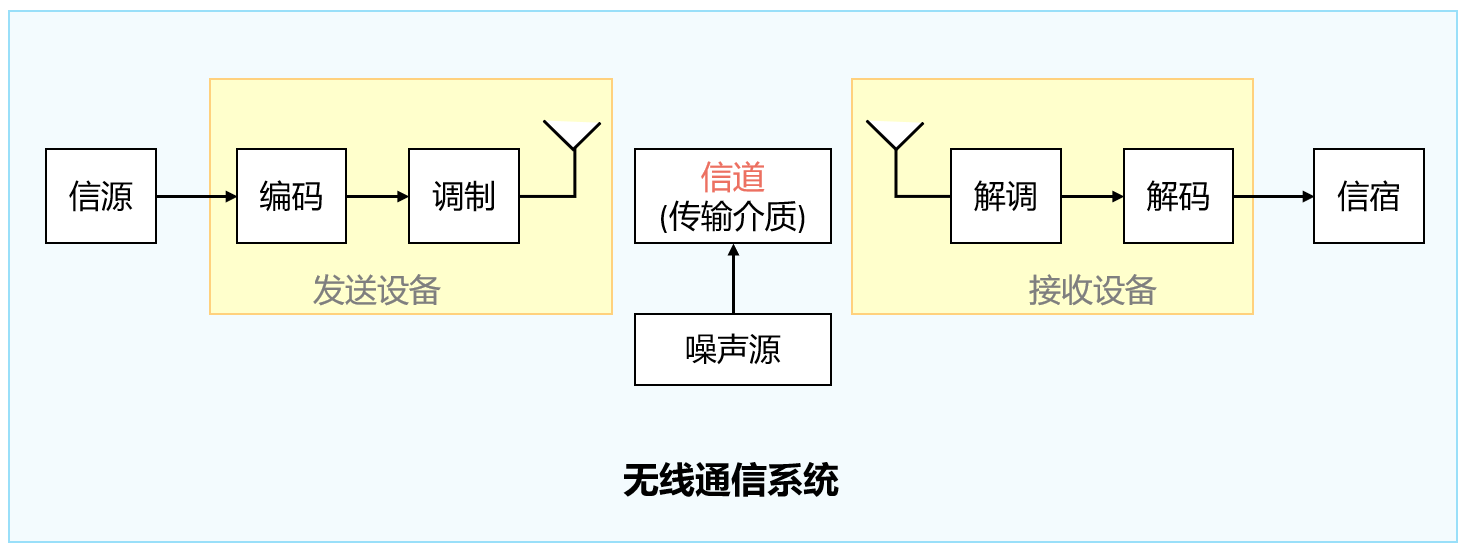 信源
编码
调制
信道
(传输介质)
解调
解码
信宿
发送设备
接收设备
噪声源
无线通信系统